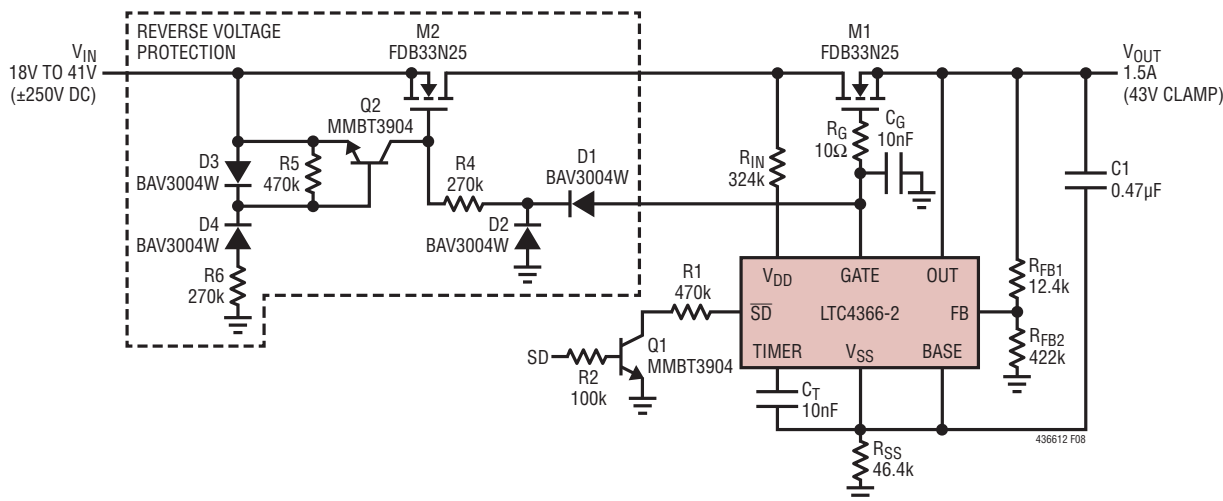 REVERSE VOLTAGE
PROTECTION
M2
FDB33N25
M1
FDB33N25
VIN
18V TO 41V
(±250V DC)
VOUT
1.5A
(43V CLAMP)
Q2
MMBT3904
D3
BAV3004W
R5
470k
R4
270k
D1
BAV3004W
D4
BAV3004W
D2
BAV3004W
R6
270k
RIN
324k
RG
10Ω
CG
10nF
C1
0.47µF
VDD
GATE
OUT
SD
LTC4366-2
FB
TIMER
VSS
BASE
RFB1
12.4k
RFB2
422k
R1
470k
SD
R2
100k
Q1
MMBT3904
CT
10nF
RSS
46.4k
436612 F08